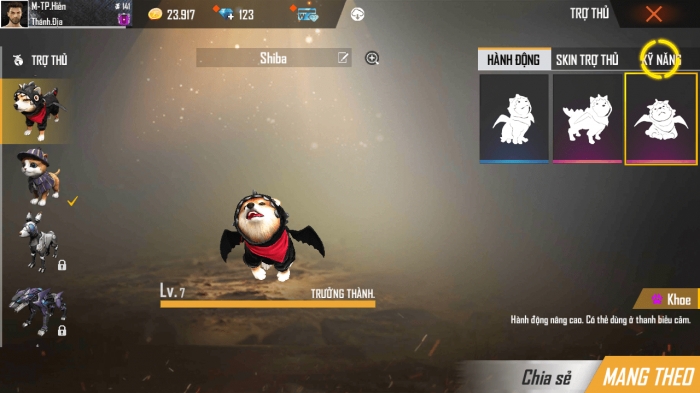 M-TP.Hiên
# 141
Thánh.Địa
23.917
123
TRỢ THỦ
TRỢ THỦ
Shiba
HÀNH ĐỘNG
SKIN TRỢ THỦ
KỸ NĂNG
Lv. 7
TRƯỞNG THÀNH.
Khoe
Hành động nâng cao. Có thể dùng ở thanh biểu cảm.
Chia sẻ
MANG THEO